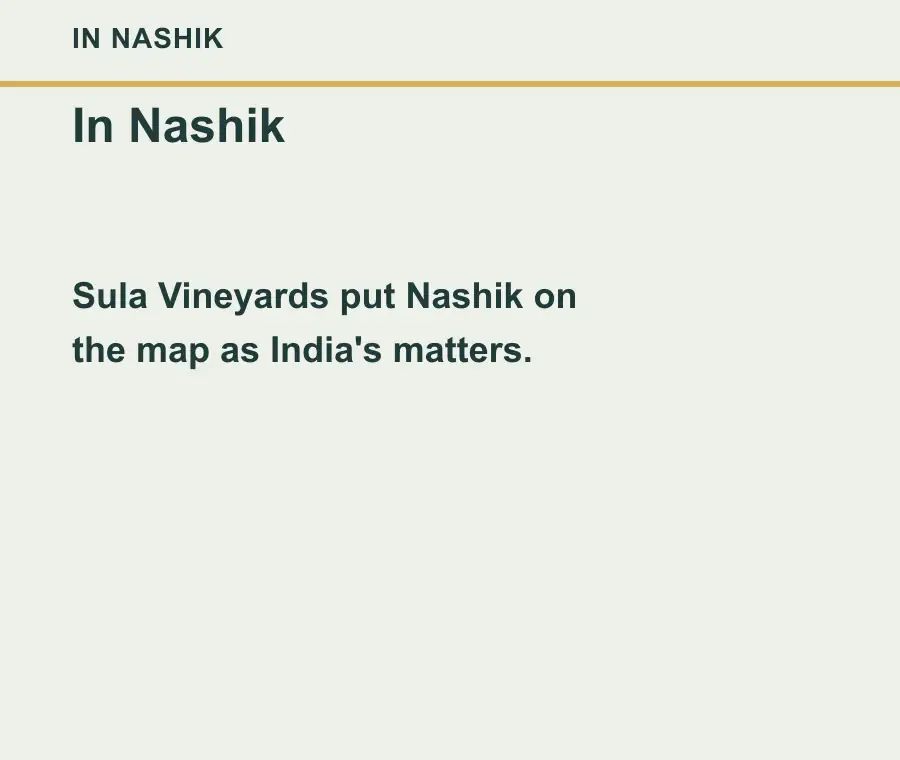 IN NASHIK
In Nashik
Sula Vineyards put Nashik on
the map as India's matters.